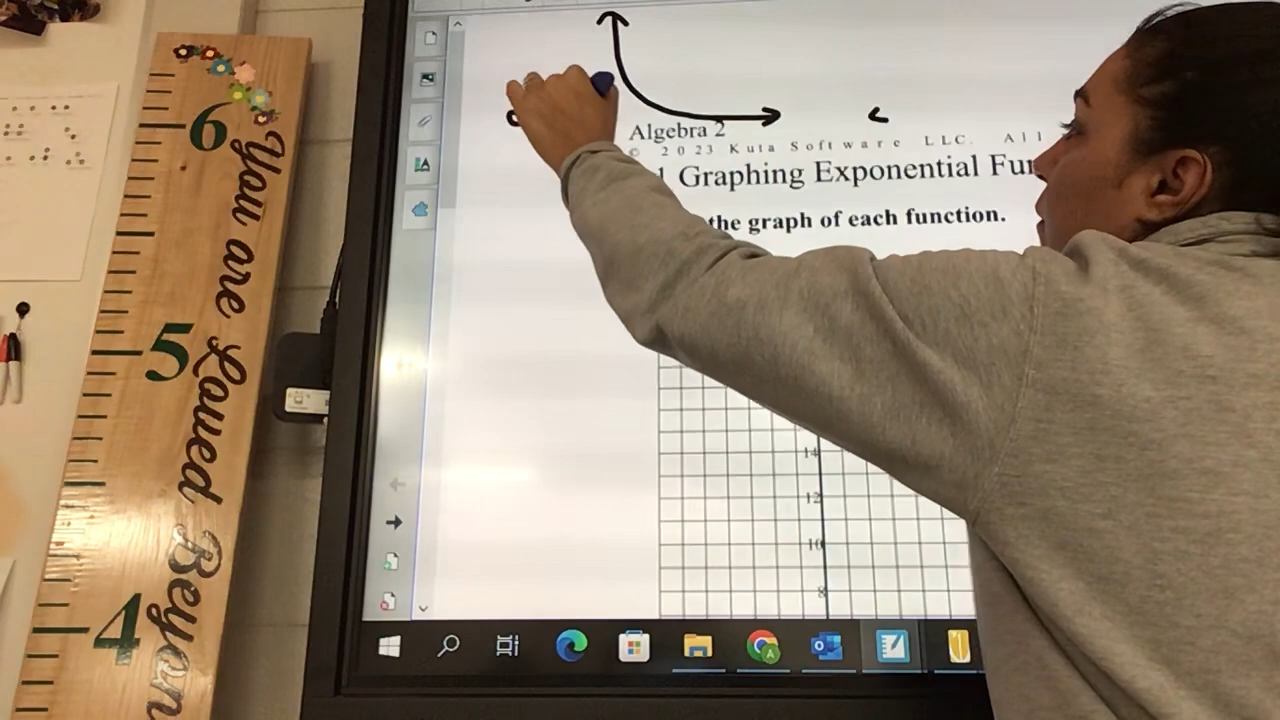 Algebra 2
© 2023 Kuta Software LLC. All
Graphing Exponential Fun
the graph of each function.
14
12
10
8
6
5
4
You are Loved Beyon